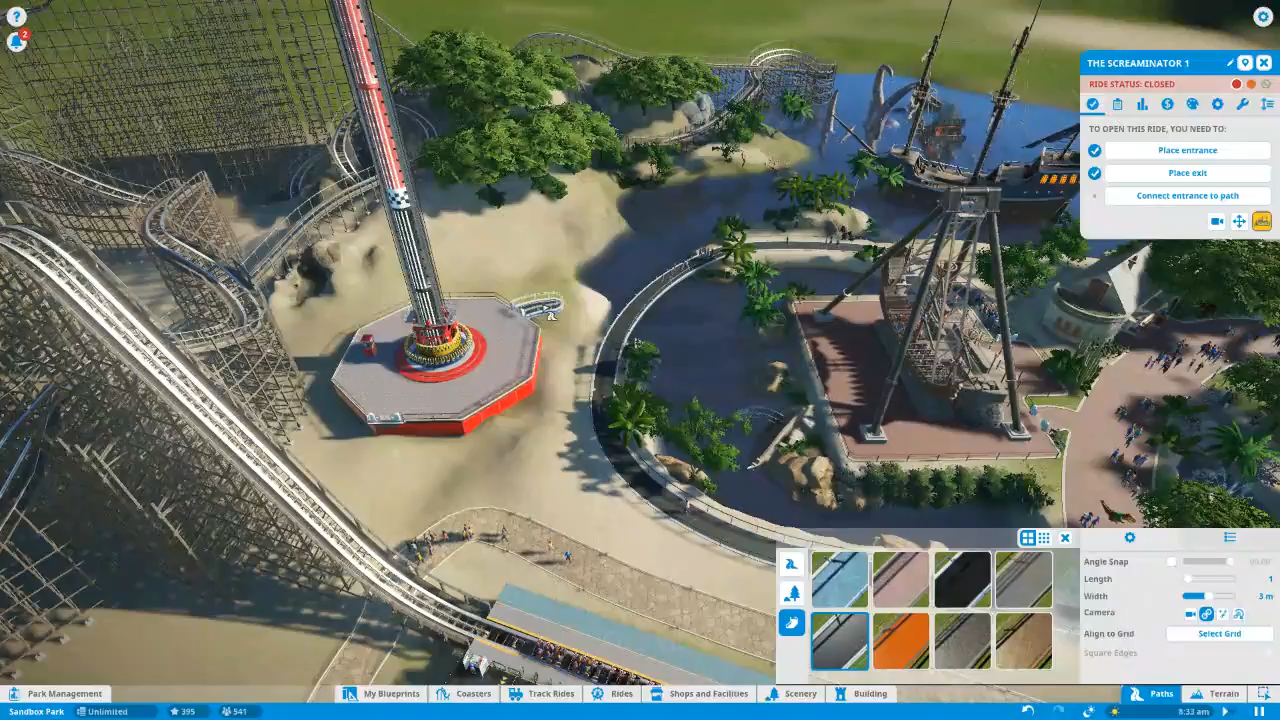 ?
2
THE SCREAMINATOR 1
RIDE STATUS: CLOSED
TO OPEN THIS RIDE, YOU NEED TO:
Place entrance
Place exit
Connect entrance to path
Angle Snap
90.00°
Length 1
Width 3 m
Camera
Align to Grid Select Grid
Square Edges
Park Management
My Blueprints
Coasters
Track Rides
Rides
Shops and Facilities
Scenery
Building
Paths
Terrain
Sandbox Park
Unlimited
395
541
8:33 am